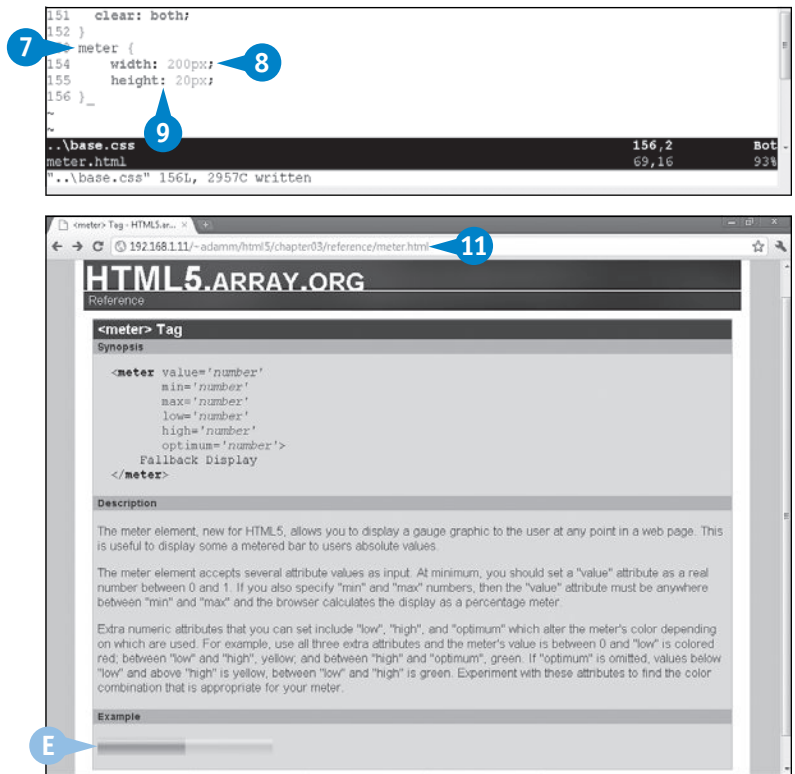 151 clear: both;
152 }
7 meter {
154 width: 200px; 8
155 height: 20px;
156 }_
~
~
9
..\base.css 156,2 Bot
meter.html 69,16 93%
"..\base.css" 156L, 2957C written
<meter> Tag - HTML5.ar... ×
192.168.1.11/~adamm/html5/chapter03/reference/meter.html 11
HTML5.ARRAY.ORG
Reference
<meter> Tag
Synopsis
<meter value='number'
min='number'
max='number'
low='number'
high='number'
optimum='number'>
Fallback Display
</meter>
Description
The meter element, new for HTML5, allows you to display a gauge graphic to the user at any point in a web page. This
is useful to display some a metered bar to users absolute values.
The meter element accepts several attribute values as input. At minimum, you should set a "value" attribute as a real
number between 0 and 1. If you also specify "min" and "max" numbers, then the "value" attribute must be anywhere
between "min" and "max" and the browser calculates the display as a percentage meter.
Extra numeric attributes that you can set include "low", "high", and "optimum" which alter the meter's color depending
on which are used. For example, use all three extra attributes and the meter's value is between 0 and "low" is colored
red; between "low" and "high", yellow; and between "high" and "optimum", green. If "optimum" is omitted, values below
"low" and above "high" is yellow, between "low" and "high" is green. Experiment with these attributes to find the color
combination that is appropriate for your meter.
Example
E